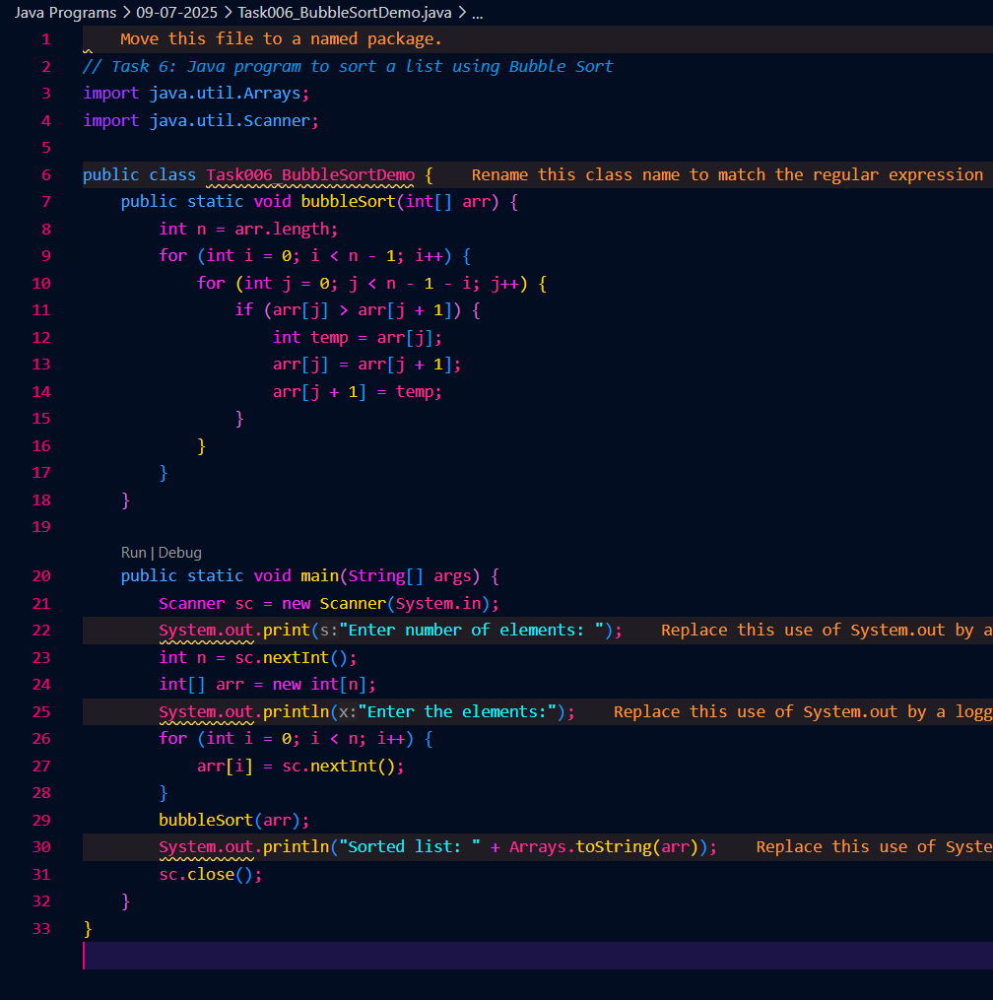 Java Programs > 09-07-2025 > Task006_BubbleSortDemo.java > ...
1 Move this file to a named package.
2 // Task 6: Java program to sort a list using Bubble Sort
3 import java.util.Arrays;
4 import java.util.Scanner;
5
6 public class Task006_BubbleSortDemo { Rename this class name to match the regular expression
7 public static void bubbleSort(int[] arr) {
8 int n = arr.length;
9 for (int i = 0; i < n - 1; i++) {
10 for (int j = 0; j < n - 1 - i; j++) {
11 if (arr[j] > arr[j + 1]) {
12 int temp = arr[j];
13 arr[j] = arr[j + 1];
14 arr[j + 1] = temp;
15 }
16 }
17 }
18 }
19
Run | Debug
20 public static void main(String[] args) {
21 Scanner sc = new Scanner(System.in);
22 System.out.print(s:"Enter number of elements: "); Replace this use of System.out by a
23 int n = sc.nextInt();
24 int[] arr = new int[n];
25 System.out.println(x:"Enter the elements:"); Replace this use of System.out by a logg
26 for (int i = 0; i < n; i++) {
27 arr[i] = sc.nextInt();
28 }
29 bubbleSort(arr);
30 System.out.println("Sorted list: " + Arrays.toString(arr)); Replace this use of Syste
31 sc.close();
32 }
33 }